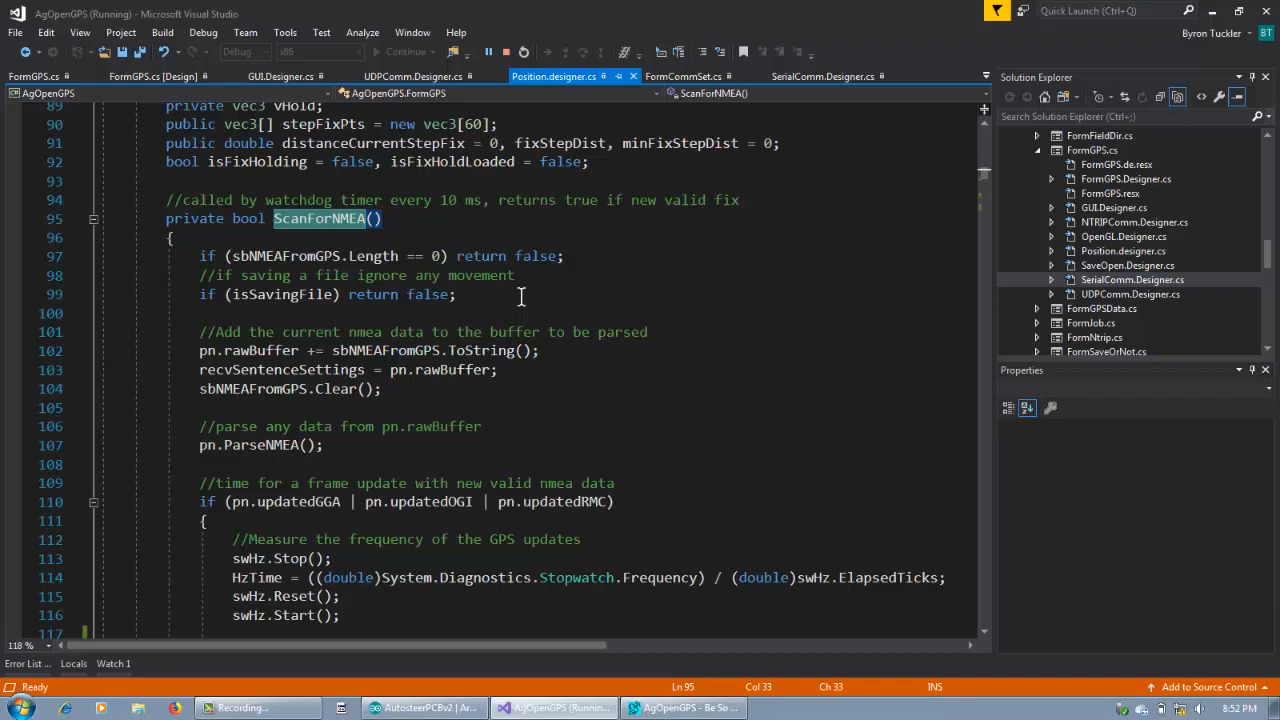 AgOpenGPS (Running) - Microsoft Visual Studio
Quick Launch (Ctrl+Q)
File Edit View Project Build Debug Team Tools Test Analyze Window Help
Byron Tuckler BT
Debug x86 Continue
FormGPS.cs FormGPS.cs [Design] GUI.Designer.cs UDPComm.Designer.cs Position.designer.cs FormCommSet.cs SerialComm.Designer.cs
Solution Explorer
AgOpenGPS AgOpenGPS.FormGPS ScanForNMEA()
Search Solution Explorer (Ctrl+;)
89 private vec3 vHold;
90 public vec3[] stepFixPts = new vec3[60];
91 public double distanceCurrentStepFix = 0, fixStepDist, minFixStepDist = 0;
92 bool isFixHolding = false, isFixHoldLoaded = false;
93
94 //called by watchdog timer every 10 ms, returns true if new valid fix
95 private bool ScanForNMEA()
96 {
97 if (sbNMEAFromGPS.Length == 0) return false;
98 //if saving a file ignore any movement
99 if (isSavingFile) return false;
100
101 //Add the current nmea data to the buffer to be parsed
102 pn.rawBuffer += sbNMEAFromGPS.ToString();
103 recvSentenceSettings = pn.rawBuffer;
104 sbNMEAFromGPS.Clear();
105
106 //parse any data from pn.rawBuffer
107 pn.ParseNMEA();
108
109 //time for a frame update with new valid nmea data
110 if (pn.updatedGGA | pn.updatedOGI | pn.updatedRMC)
111 {
112 //Measure the frequency of the GPS updates
113 swHz.Stop();
114 HzTime = ((double)System.Diagnostics.Stopwatch.Frequency) / (double)swHz.ElapsedTicks;
115 swHz.Reset();
116 swHz.Start();
117
FormFieldDir.cs
FormGPS.cs
FormGPS.de.resx
FormGPS.Designer.cs
FormGPS.resx
GUI.Designer.cs
NTRIPComm.Designer.cs
OpenGL.Designer.cs
Position.designer.cs
SaveOpen.Designer.cs
SerialComm.Designer.cs
UDPComm.Designer.cs
FormGPSData.cs
FormJob.cs
FormNtrip.cs
FormSaveOrNot.cs
Properties
118 %
Error List ... Locals Watch 1
Ready Ln 95 Col 33 Ch 33 INS Add to Source Control
Recording... AutosteerPCBv2 | Ar... AgOpenGPS (Runnin... AgOpenGPS - Be So ... 8:52 PM